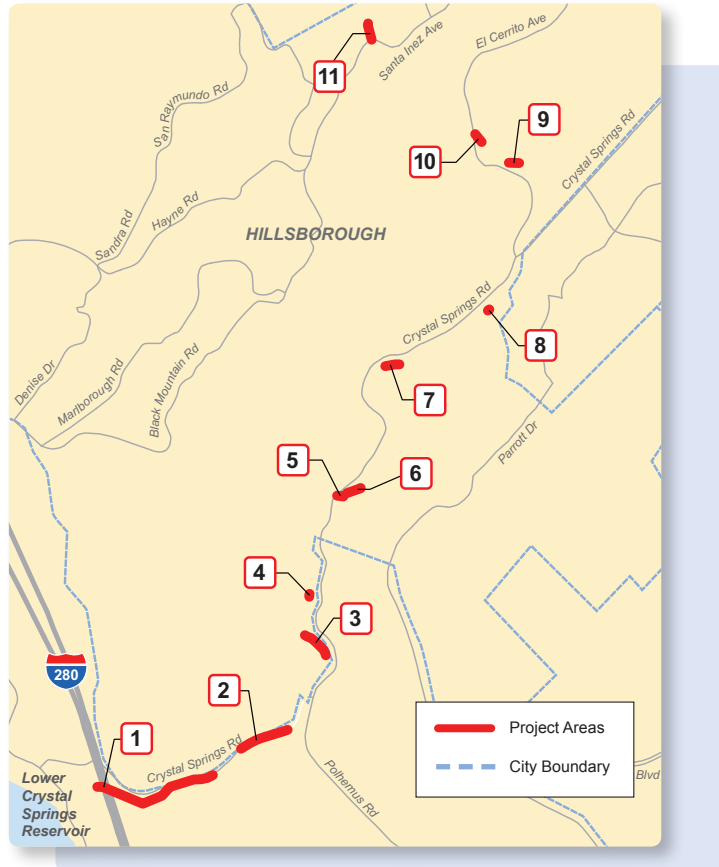 11
Santa Inez Ave
El Cerrito Ave
San Raymundo Rd
10
9
Crystal Springs Rd
Hayne Rd
Sandra Rd
HILLSBOROUGH
Crystal Springs Rd
8
Denise Dr
Marlborough Rd
Black Mountain Rd
7
Parrott Dr
5
6
4
3
280
2
1
Crystal Springs Rd
Polhemus Rd
Lower
Crystal
Springs
Reservoir
Project Areas
City Boundary
Blvd